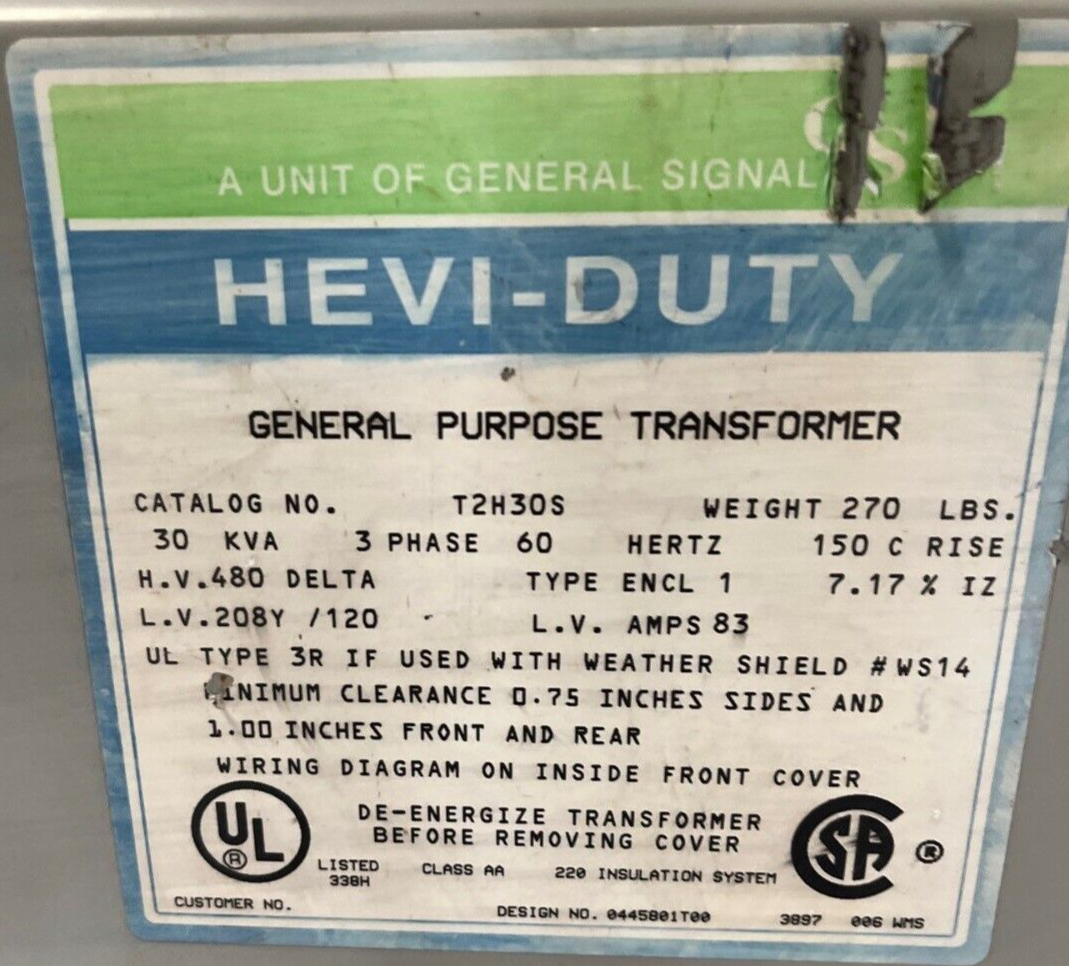 A UNIT OF GENERAL SIGNAL GS
HEVI-DUTY
GENERAL PURPOSE TRANSFORMER
CATALOG NO. T2H30S WEIGHT 270 LBS.
30 KVA 3 PHASE 60 HERTZ 150 C RISE
H.V.480 DELTA TYPE ENCL 1 7.17 % IZ
L.V.208Y /120 L.V. AMPS 83
UL TYPE 3R IF USED WITH WEATHER SHIELD #WS14
MINIMUM CLEARANCE 0.75 INCHES SIDES AND
1.00 INCHES FRONT AND REAR
WIRING DIAGRAM ON INSIDE FRONT COVER
UL ® DE-ENERGIZE TRANSFORMER SA ®
BEFORE REMOVING COVER
LISTED CLASS AA 220 INSULATION SYSTEM
338H
CUSTOMER NO. DESIGN NO. 0445801T00 3897 006 WMS